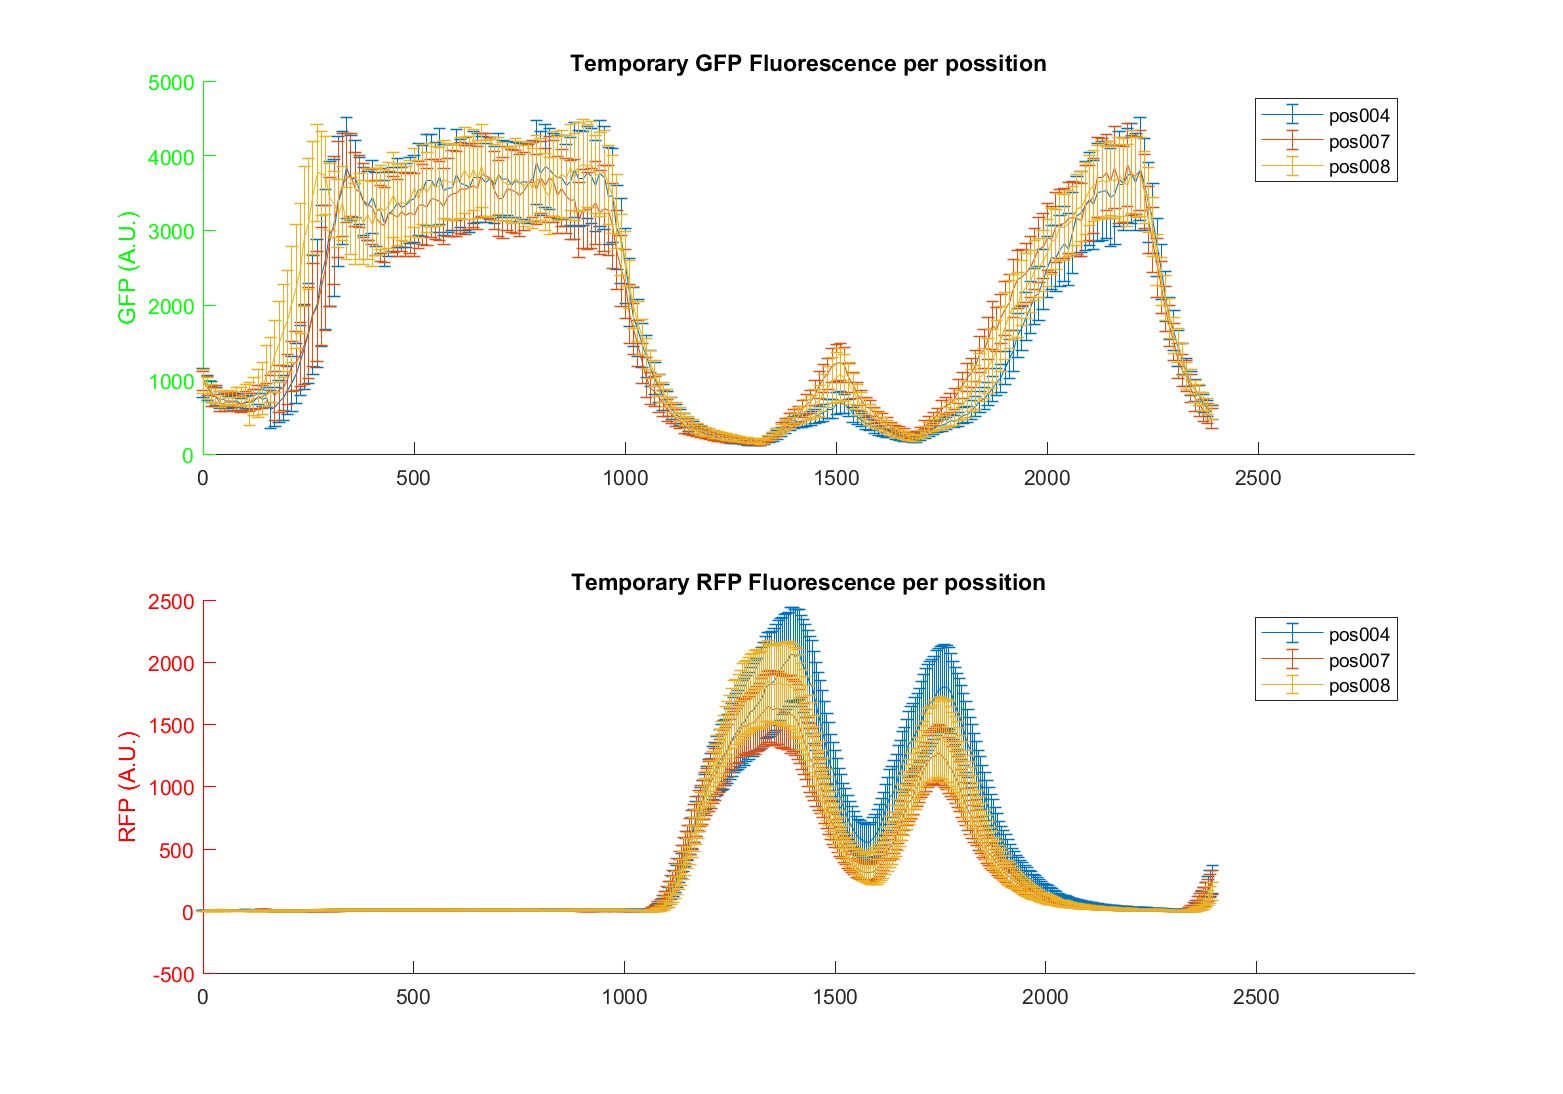 Temporary GFP Fluorescence per possition
5000
4000
3000
2000
1000
0
GFP (A.U.)
0 500 1000 1500 2000 2500
pos004
pos007
pos008
Temporary RFP Fluorescence per possition
2500
2000
1500
1000
500
0
-500
RFP (A.U.)
0 500 1000 1500 2000 2500
pos004
pos007
pos008